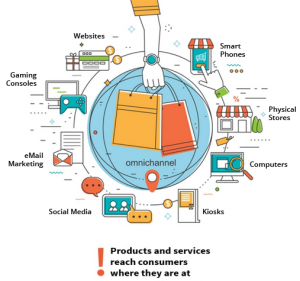 Websites
Smart
Phones
Gaming
Consoles
Physical
Stores
omnichannel
eMail
Marketing
Computers
Social Media
Kiosks
! Products and services
reach consumers
where they are at